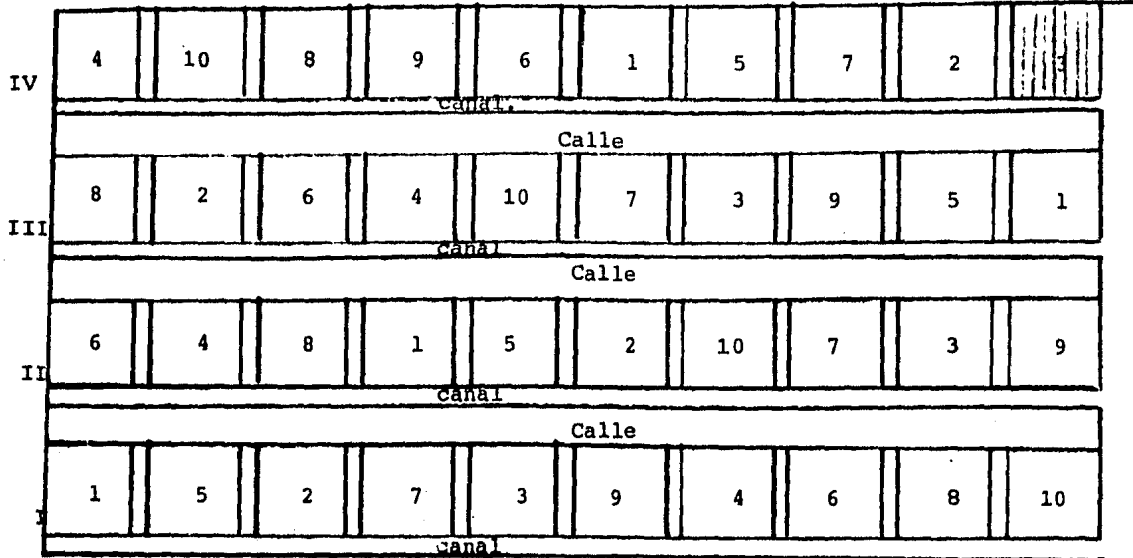 4 10 8 9 6 1 5 7 2 3
IV
canal.
Calle
8 2 6 4 10 7 3 9 5 1
III
canal
Calle
6 4 8 1 5 2 10 7 3 9
II
canal
Calle
1 5 2 7 3 9 4 6 8 10
I
canal